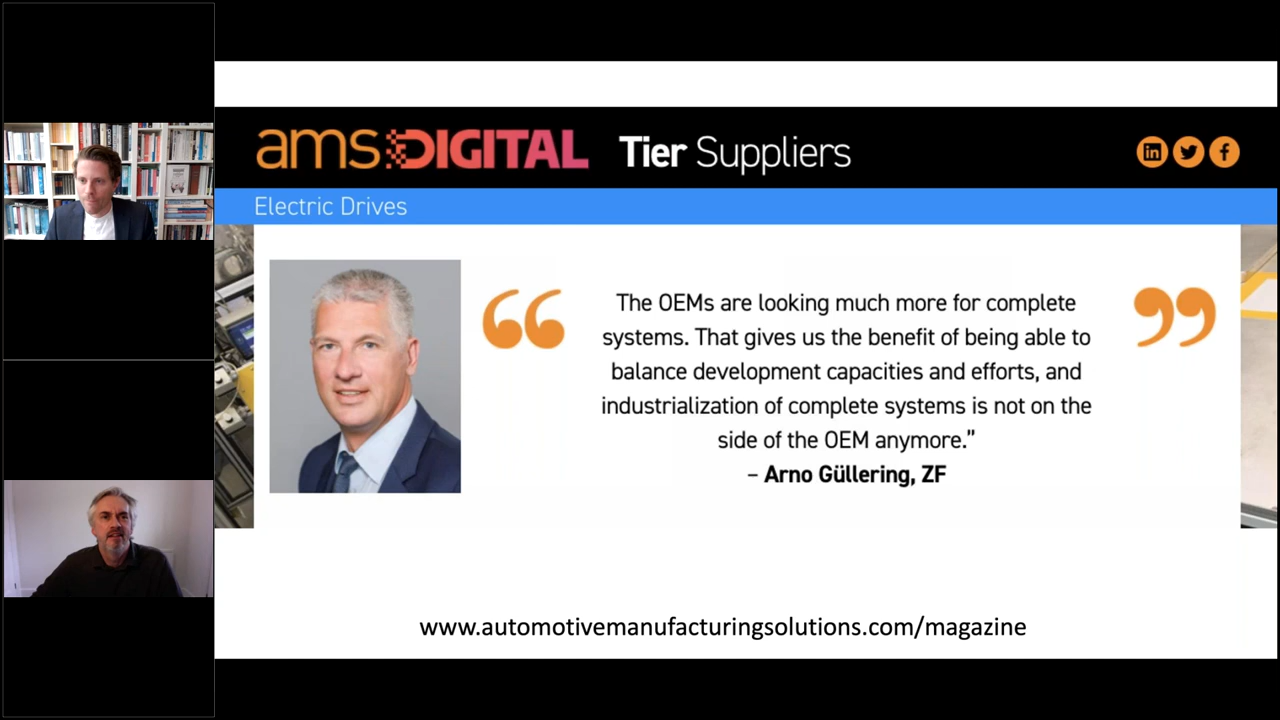 ams DIGITAL Tier Suppliers
Electric Drives
“ The OEMs are looking much more for complete ”
systems. That gives us the benefit of being able to
balance development capacities and efforts, and
industrialization of complete systems is not on the
side of the OEM anymore.”
– Arno Güllering, ZF
www.automotivemanufacturingsolutions.com/magazine